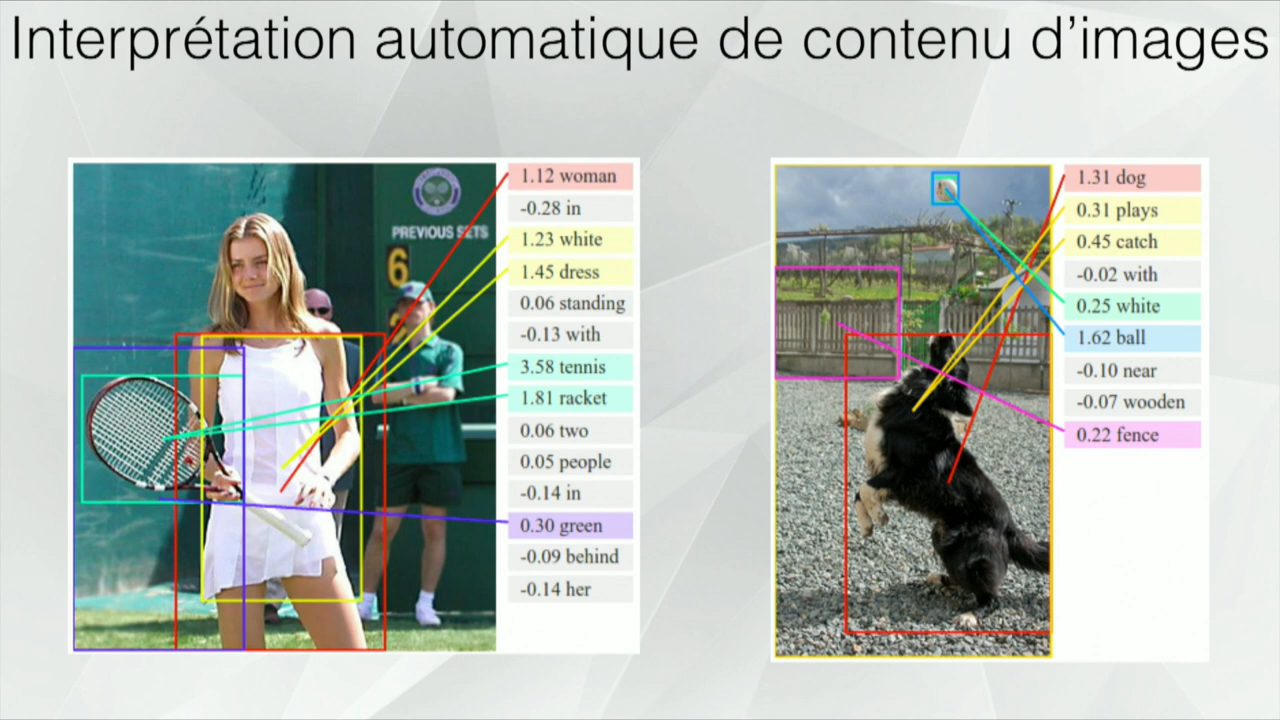 Interprétation automatique de contenu d'images
PREVIOUS SETS
6
1.12 woman
-0.28 in
1.23 white
1.45 dress
0.06 standing
-0.13 with
3.58 tennis
1.81 racket
0.06 two
0.05 people
-0.14 in
0.30 green
-0.09 behind
-0.14 her
1.31 dog
0.31 plays
0.45 catch
-0.02 with
0.25 white
1.62 ball
-0.10 near
-0.07 wooden
0.22 fence